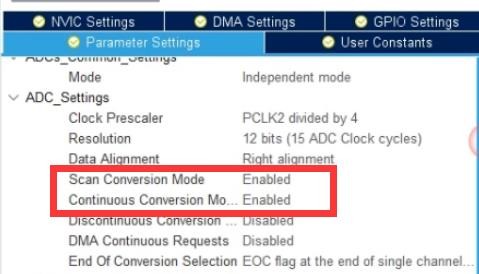 NVIC Settings
DMA Settings
GPIO Settings
Parameter Settings
User Constants
ADCs_Common_Settings
Mode Independent mode
ADC_Settings
Clock Prescaler PCLK2 divided by 4
Resolution 12 bits (15 ADC Clock cycles)
Data Alignment Right alignment
Scan Conversion Mode Enabled
Continuous Conversion Mo... Enabled
Discontinuous Conversion ... Disabled
DMA Continuous Requests Disabled
End Of Conversion Selection EOC flag at the end of single channel...